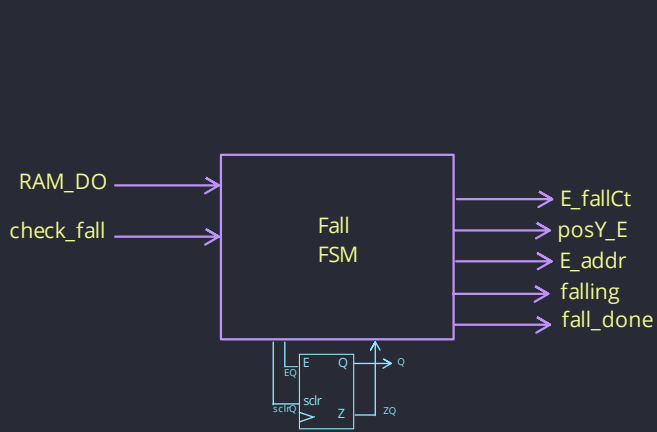 RAM_DO
check_fall
Fall
FSM
E_fallCt
posY_E
E_addr
falling
fall_done
E
Q
Q
EQ
sclr
sclrQ
Z
ZQ